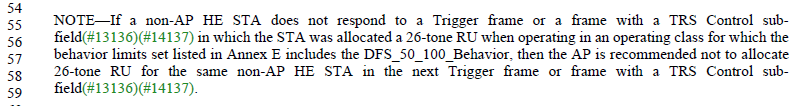 54
55 NOTE—If a non-AP HE STA does not respond to a Trigger frame or a frame with a TRS Control sub-
56 field(#13136)(#14137) in which the STA was allocated a 26-tone RU when operating in an operating class for which the
57 behavior limits set listed in Annex E includes the DFS_50_100_Behavior, then the AP is recommended not to allocate
58 26-tone RU for the same non-AP HE STA in the next Trigger frame or frame with a TRS Control sub-
59 field(#13136)(#14137).